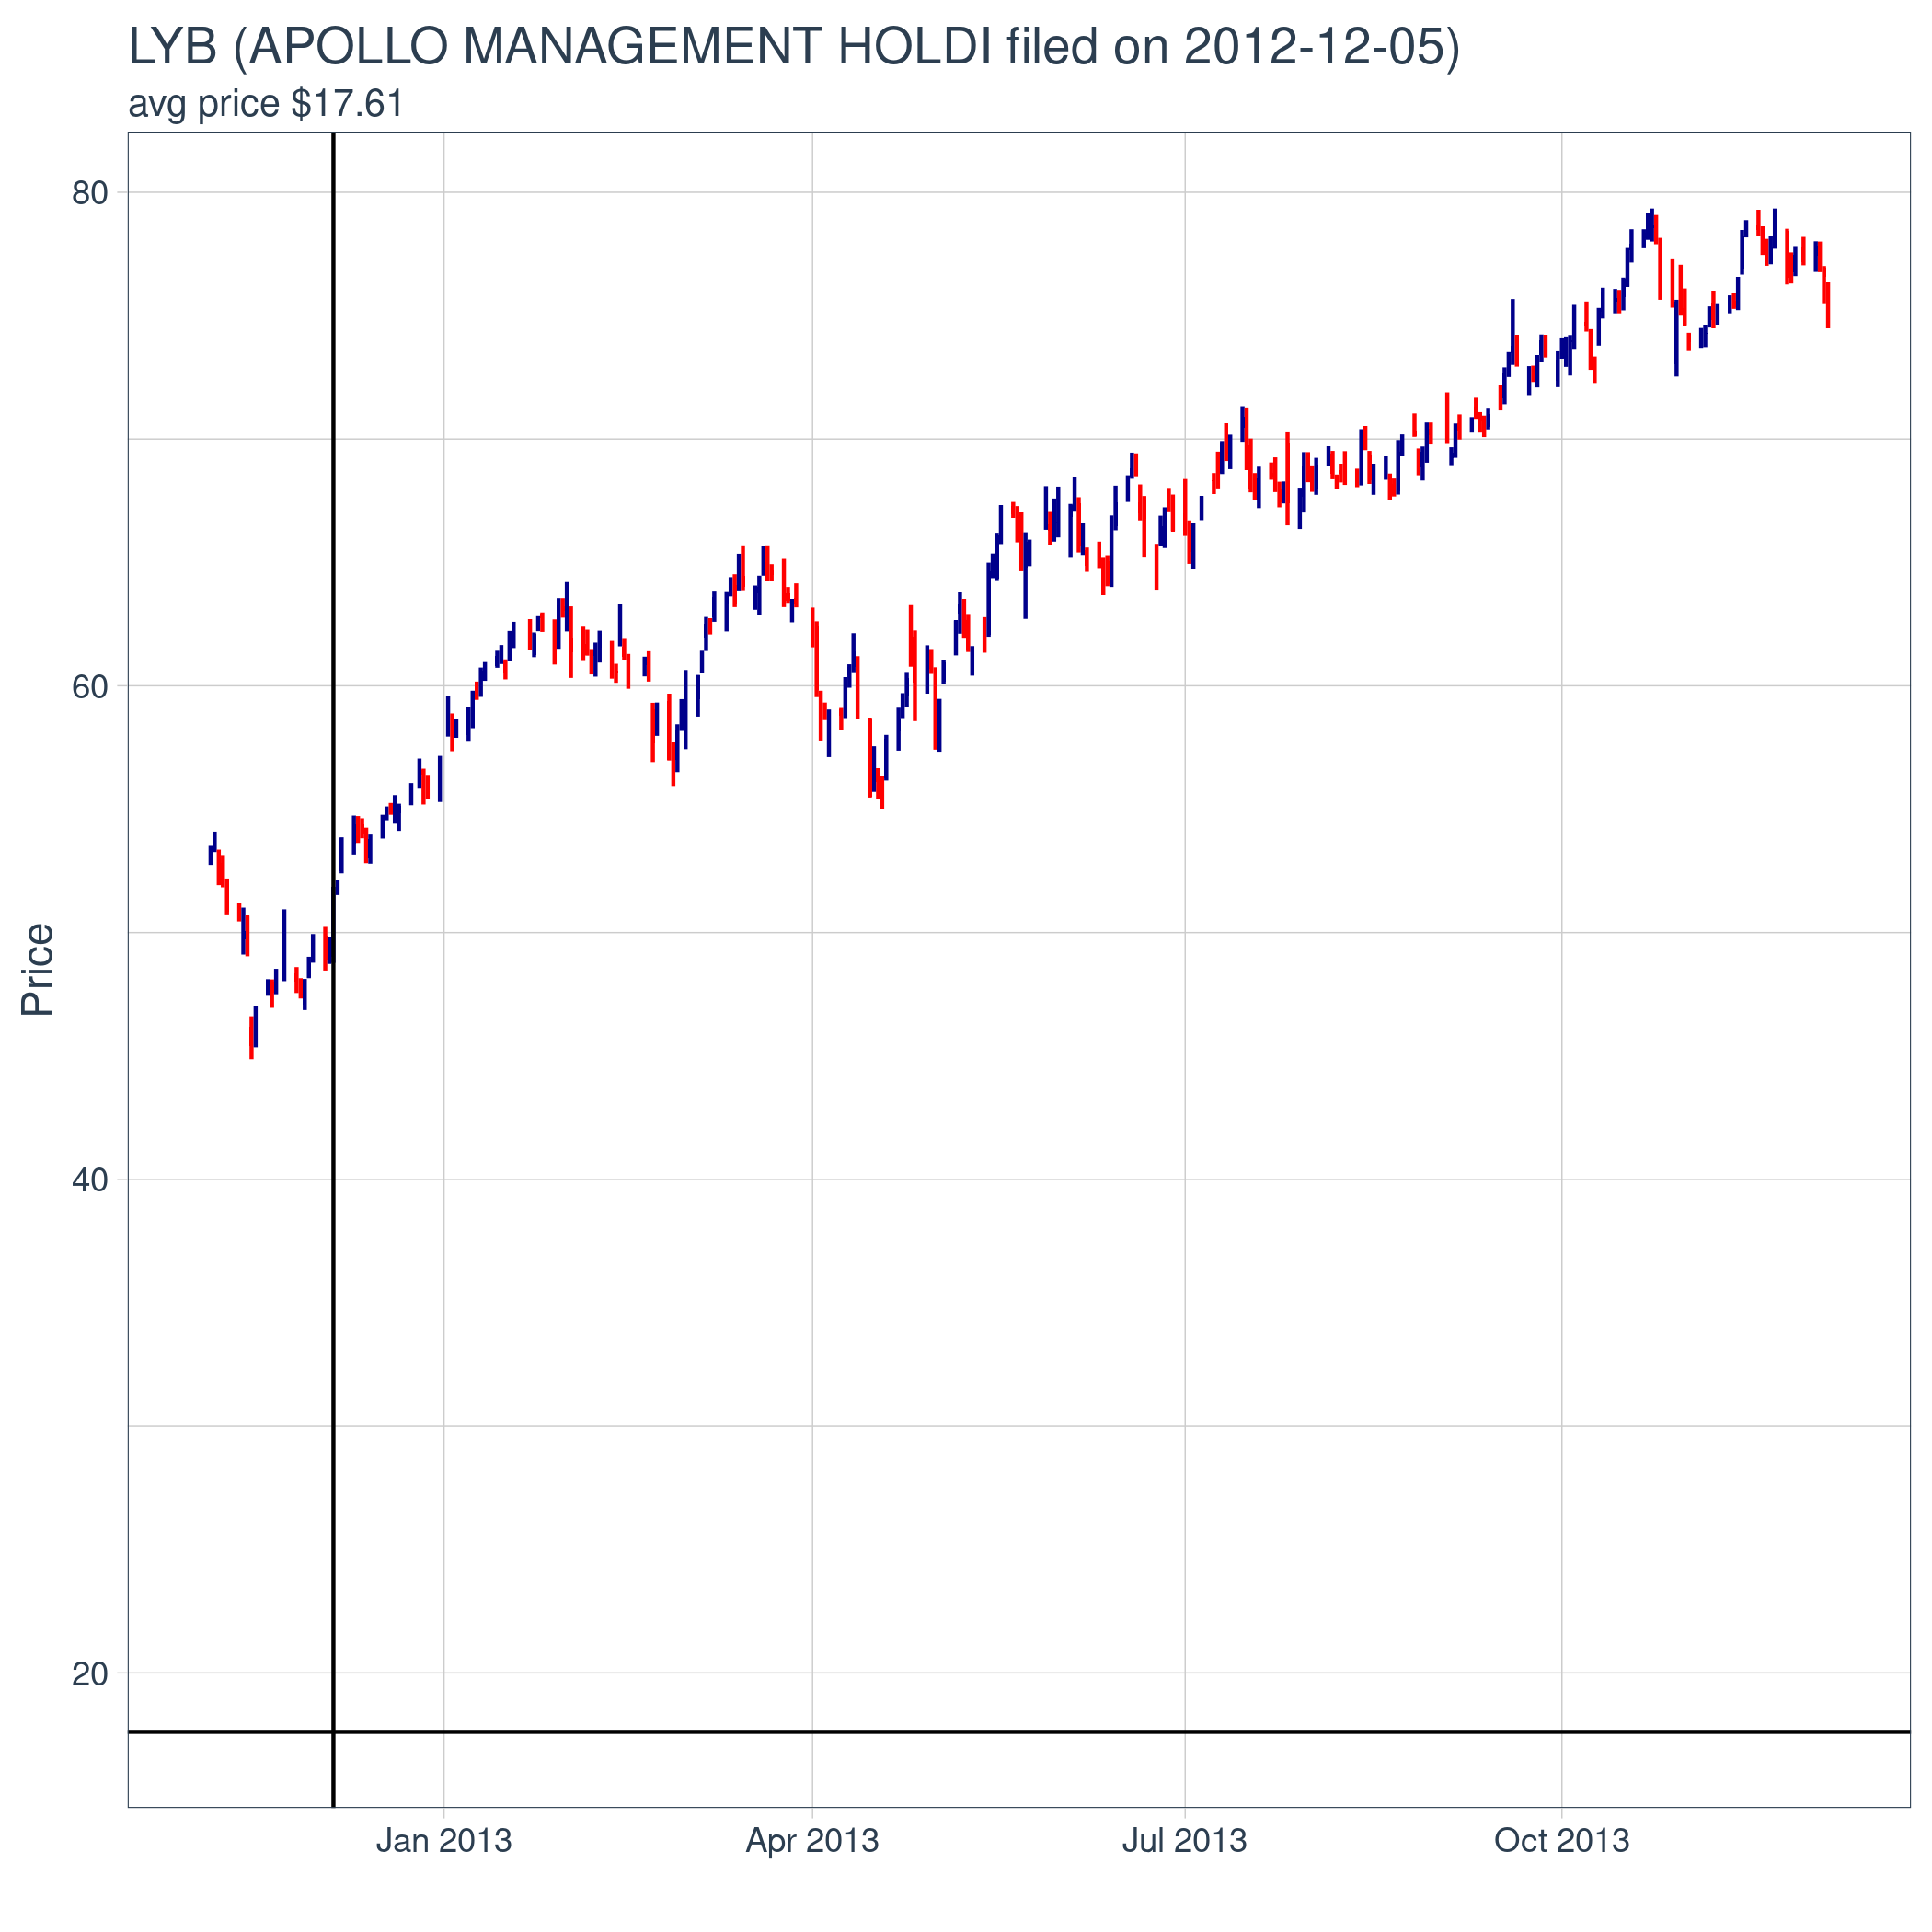 LYB (APOLLO MANAGEMENT HOLDI filed on 2012-12-05)
avg price $17.61
80
60
40
20
Price
Jan 2013 Apr 2013 Jul 2013 Oct 2013